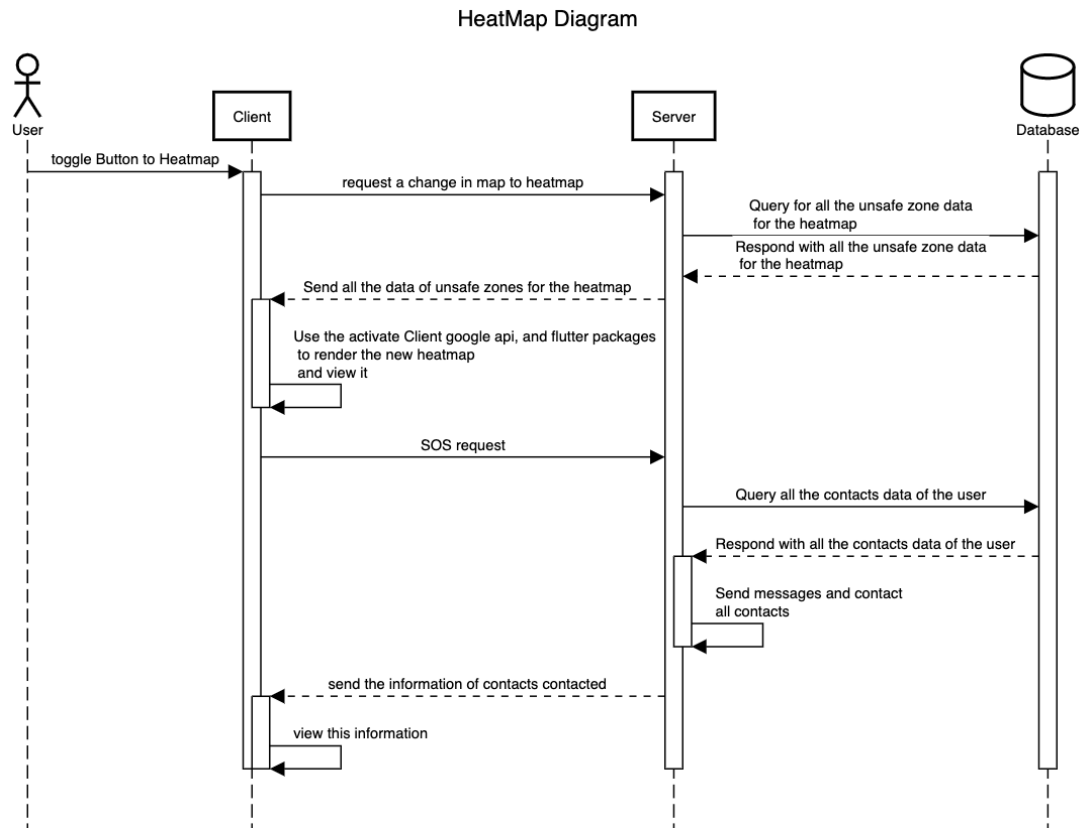 HeatMap Diagram
User
Client
Server
Database
toggle Button to Heatmap
request a change in map to heatmap
Query for all the unsafe zone data
for the heatmap
Respond with all the unsafe zone data
for the heatmap
Send all the data of unsafe zones for the heatmap
Use the activate Client google api, and flutter packages
to render the new heatmap
and view it
SOS request
Query all the contacts data of the user
Respond with all the contacts data of the user
Send messages and contact
all contacts
send the information of contacts contacted
view this information